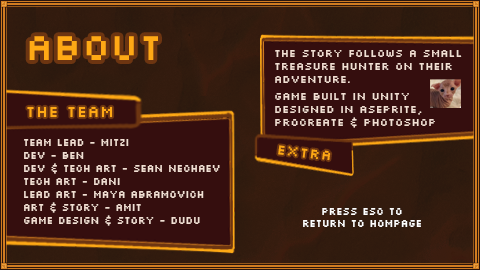 ABOUT
THE TEAM
TEAM LEAD - MITZI
DEV - BEN
DEV & TECH ART - SEAN NEOHAEV
TECH ART - DANI
LEAD ART - MAYA ABRAMOVICH
ART & STORY - AMIT
GAME DESIGN & STORY - DUDU
THE STORY FOLLOWS A SMALL
TREASURE HUNTER ON THEIR
ADVENTURE.
GAME BUILT IN UNITY
DESIGNED IN ASEPRITE,
PROCREATE & PHOTOSHOP
EXTRA
PRESS ESC TO
RETURN TO HOMPAGE